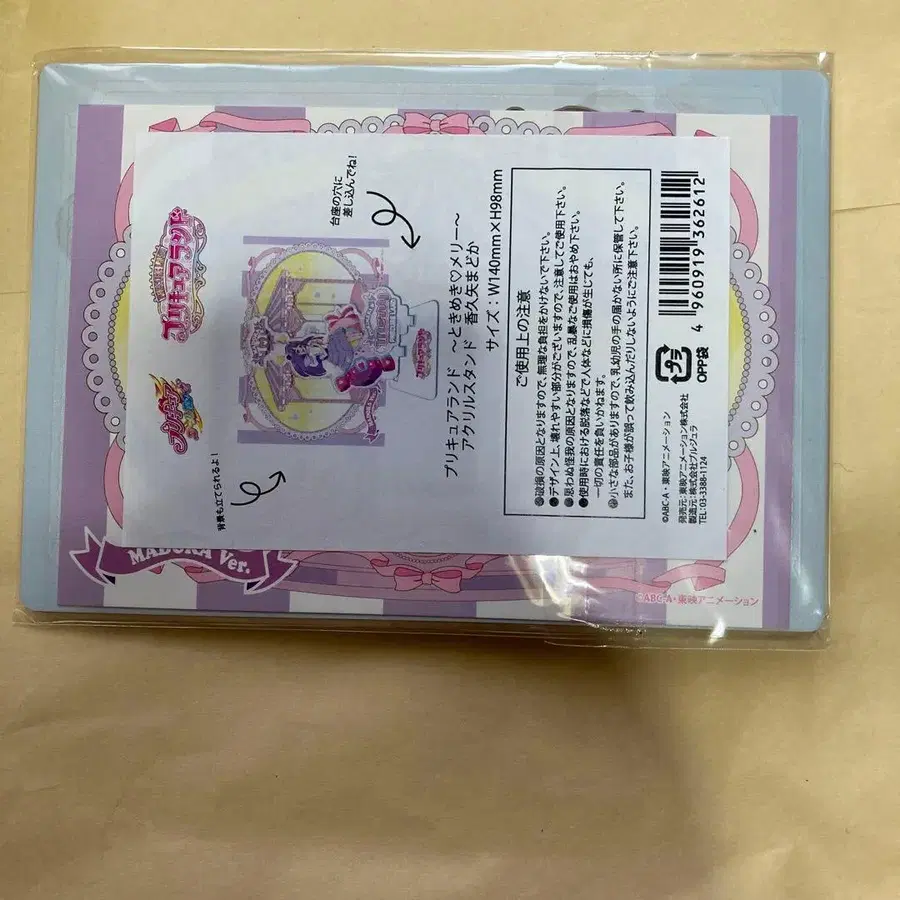 プリキュアランド
台座の穴に
差し込んでね!
背景も立てられるよ!
プリキュアランド ～ときめき♡メリー～
アクリルスタンド 香久矢まどか
サイズ:W140mm×H98mm
ご使用上の注意
破損の原因となりますので、無理な負担をかけないで下さい。
●デザイン上、壊れやすい部分がございますので、注意してご使用下さい。
思わぬ怪我の原因となりますので、乱暴なご使用はおやめ下さい。
●使用時における脱落などで人体などに損傷が生じても、
一切の責任を負いかねます。
小さな部品がありますので、乳幼児の手の届かない所に保管して下さい。
また、お子様が誤って飲み込んだりしないようにご注意下さい。
4 960919 362612
プラ
OPP袋
©ABC-A・東映アニメーション
発売元:東映アニメーション株式会社
製造元:株式会社プルジュラ
TEL:03-3388-1124
MADOKA Ver.
©ABC-A・東映アニメーション